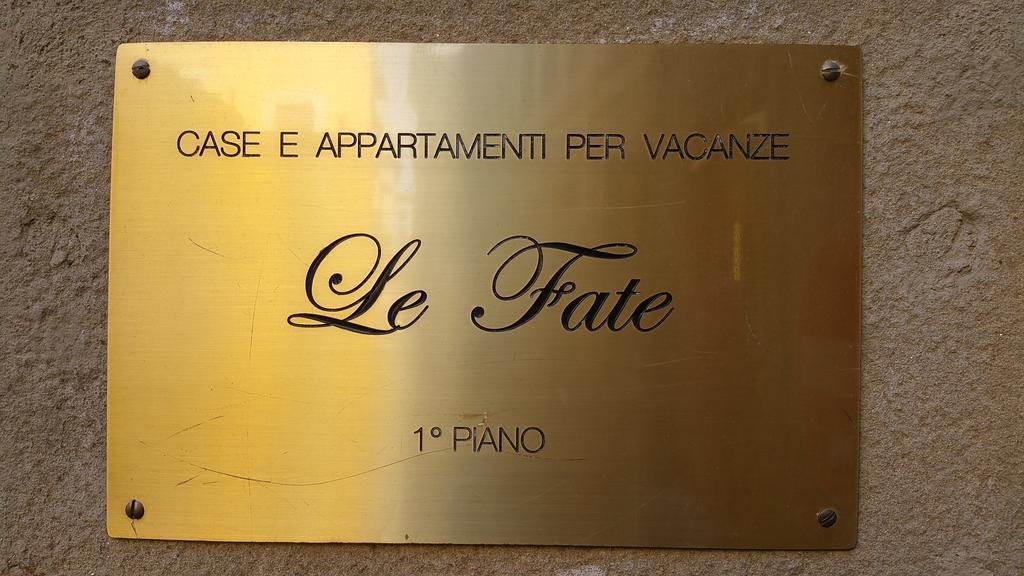 CASE E APPARTAMENTI PER VACANZE
Le Fate
1° PIANO